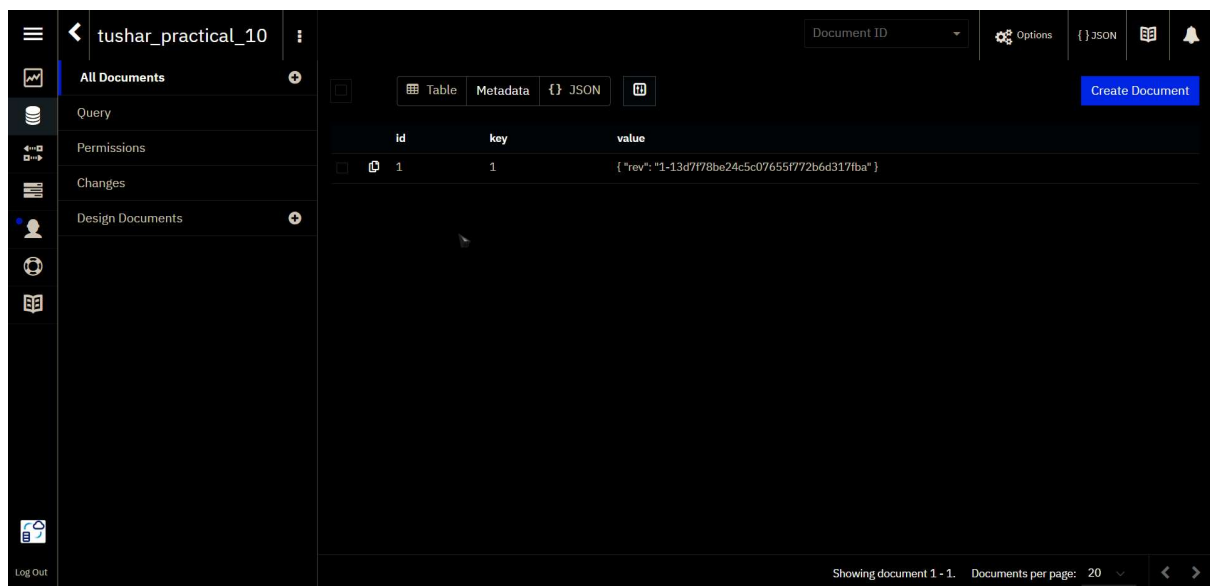 tushar_practical_10
Document ID
Options
{ } JSON
All Documents
Query
Permissions
Changes
Design Documents
Table
Metadata
{} JSON
Create Document
id key value
1 1 { "rev": "1-13d7f78be24c5c07655f772b6d317fba" }
Log Out
Showing document 1 - 1. Documents per page: 20